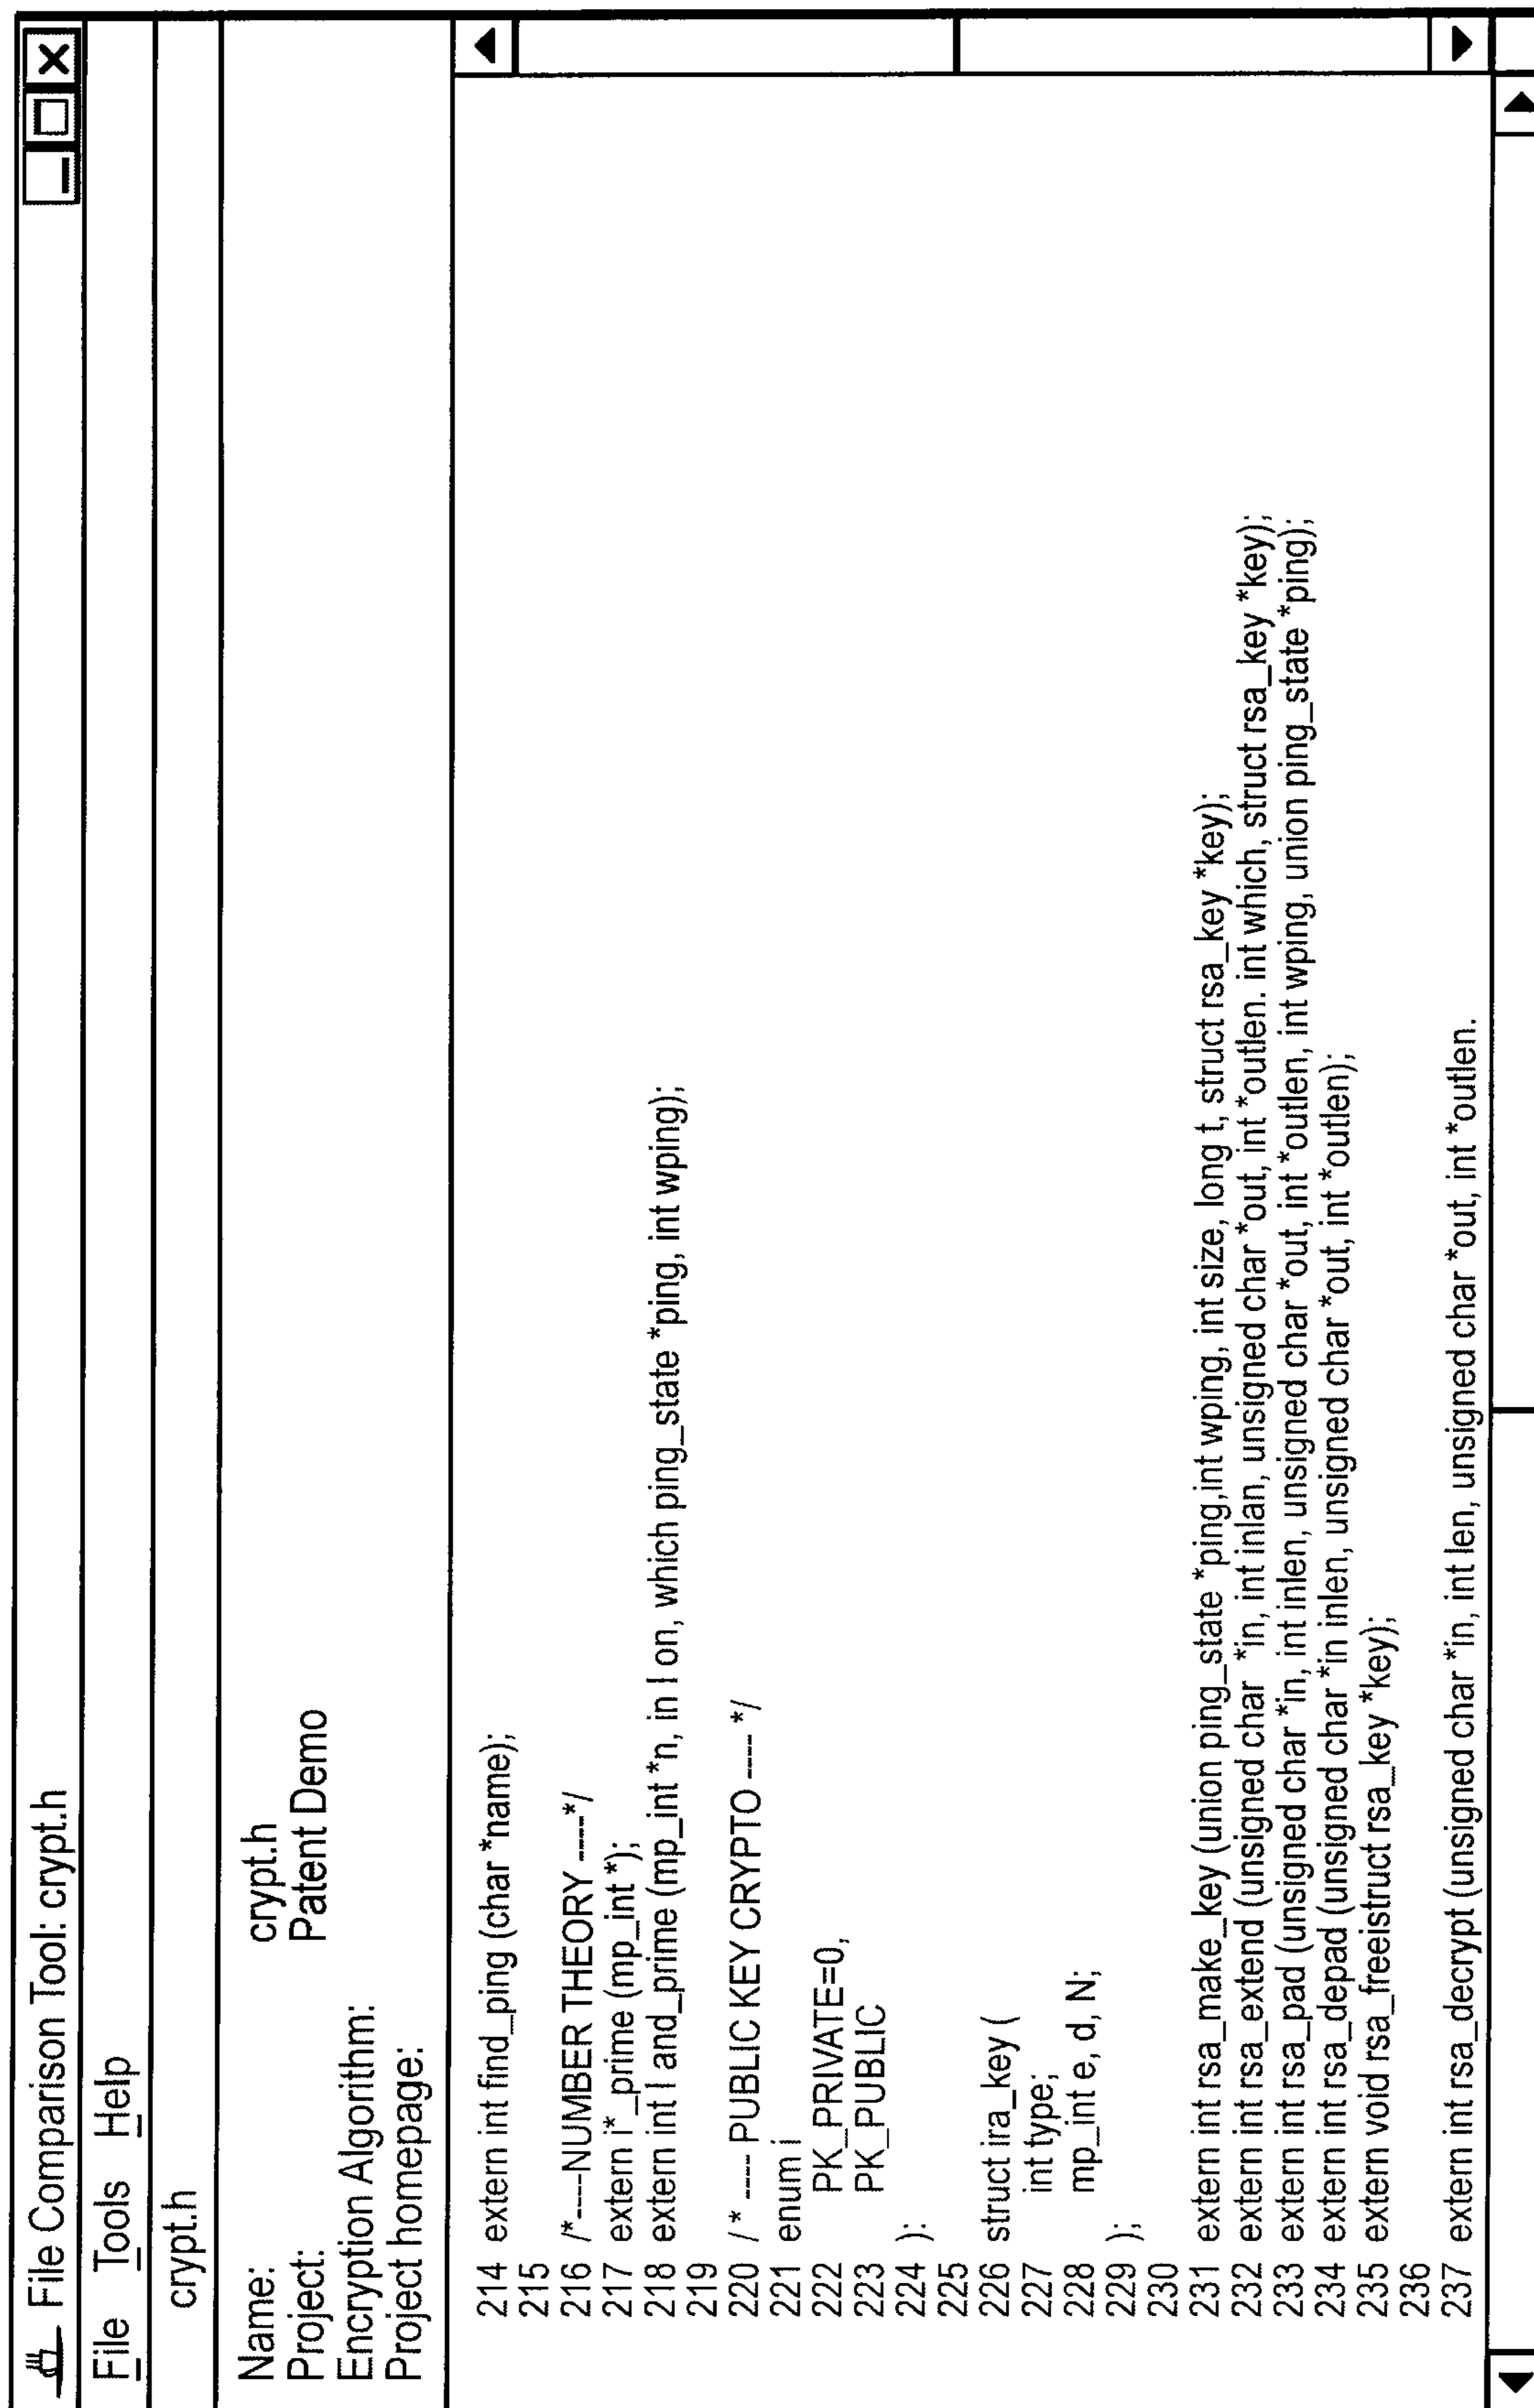 File Comparison Tool: crypt.h
File Tools Help
crypt.h
Name: crypt.h
Project: Patent Demo
Encryption Algorithm:
Project homepage:
214 extern int find_ping (char *name);
215
216 /*----NUMBER THEORY ----*/
217 extern i*_prime (mp_int *);
218 extern int l and_prime (mp_int *n, in l on, which ping_state *ping, int wping);
219
220 / * ---- PUBLIC KEY CRYPTO ---- */
221 enum i
222 PK_PRIVATE=0,
223 PK_PUBLIC
224 ):
225
226 struct ira_key (
227 int type;
228 mp_int e, d, N;
229 );
230
231 extern int rsa_make_key (union ping_state *ping,int wping, int size, long t, struct rsa_key *key);
232 extern int rsa_extend (unsigned char *in, int inlan, unsigned char *out, int *outlen. int which, struct rsa_key *key);
233 extern int rsa_pad (unsigned char *in, int inlen, unsigned char *out, int *outlen, int wping, union ping_state *ping);
234 extern int rsa_depad (unsigned char *in inlen, unsigned char *out, int *outlen);
235 extern void rsa_freeistruct rsa_key *key);
236
237 extern int rsa_decrypt (unsigned char *in, int len, unsigned char *out, int *outlen.